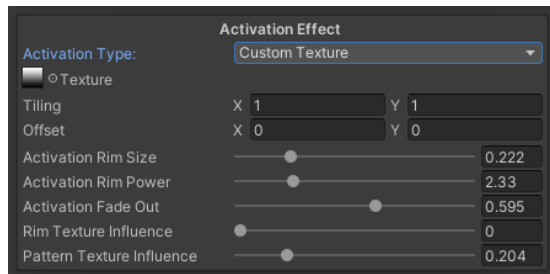 Activation Effect
Activation Type: Custom Texture
Texture
Tiling X 1 Y 1
Offset X 0 Y 0
Activation Rim Size 0.222
Activation Rim Power 2.33
Activation Fade Out 0.595
Rim Texture Influence 0
Pattern Texture Influence 0.204